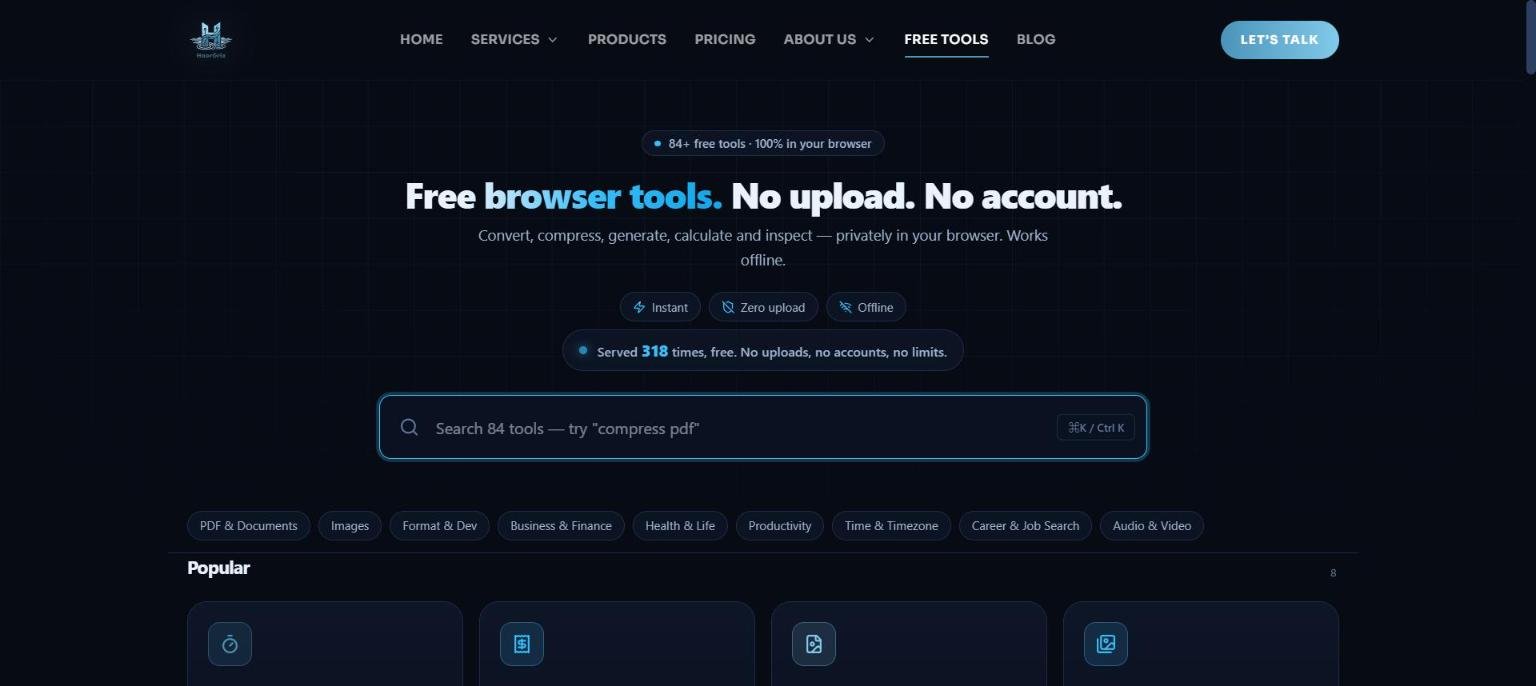 HOME
SERVICES
PRODUCTS
PRICING
ABOUT US
FREE TOOLS
BLOG
LET'S TALK
84+ free tools · 100% in your browser
Free browser tools. No upload. No account.
Convert, compress, generate, calculate and inspect — privately in your browser. Works
offline.
Instant
Zero upload
Offline
Served 318 times, free. No uploads, no accounts, no limits.
Search 84 tools — try "compress pdf"
⌘K / Ctrl K
PDF & Documents
Images
Format & Dev
Business & Finance
Health & Life
Productivity
Time & Timezone
Career & Job Search
Audio & Video
Popular
8